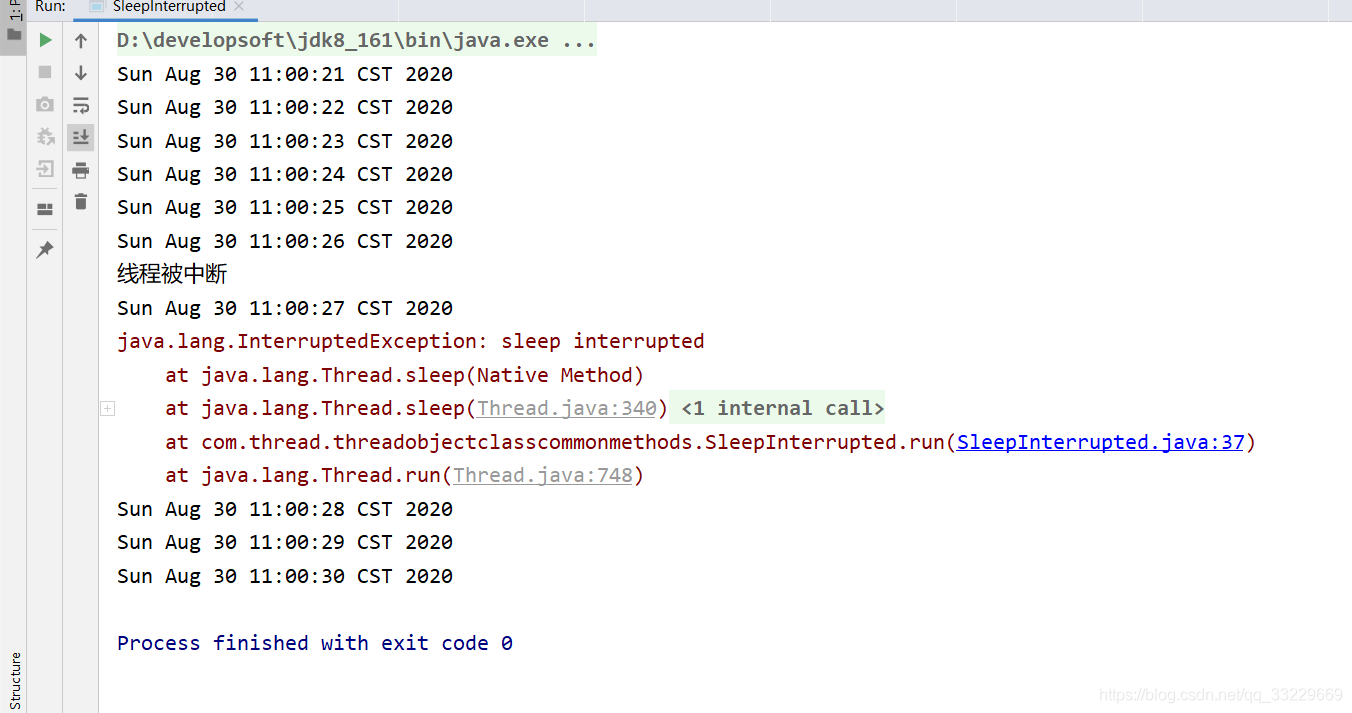 1: P
Run: SleepInterrupted
D:\developsoft\jdk8_161\bin\java.exe ...
Sun Aug 30 11:00:21 CST 2020
Sun Aug 30 11:00:22 CST 2020
Sun Aug 30 11:00:23 CST 2020
Sun Aug 30 11:00:24 CST 2020
Sun Aug 30 11:00:25 CST 2020
Sun Aug 30 11:00:26 CST 2020
线程被中断
Sun Aug 30 11:00:27 CST 2020
java.lang.InterruptedException: sleep interrupted
at java.lang.Thread.sleep(Native Method)
at java.lang.Thread.sleep(Thread.java:340) <1 internal call>
at com.thread.threadobjectclasscommonmethods.SleepInterrupted.run(SleepInterrupted.java:37)
at java.lang.Thread.run(Thread.java:748)
Sun Aug 30 11:00:28 CST 2020
Sun Aug 30 11:00:29 CST 2020
Sun Aug 30 11:00:30 CST 2020
Process finished with exit code 0
Structure
https://blog.csdn.net/qq_33229669